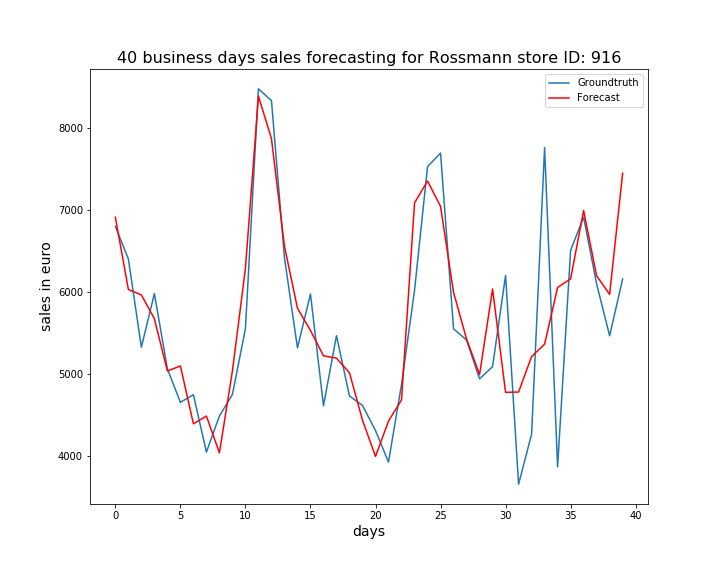 40 business days sales forecasting for Rossmann store ID: 916
Groundtruth
Forecast
8000
7000
6000
5000
4000
sales in euro
0 5 10 15 20 25 30 35 40
days